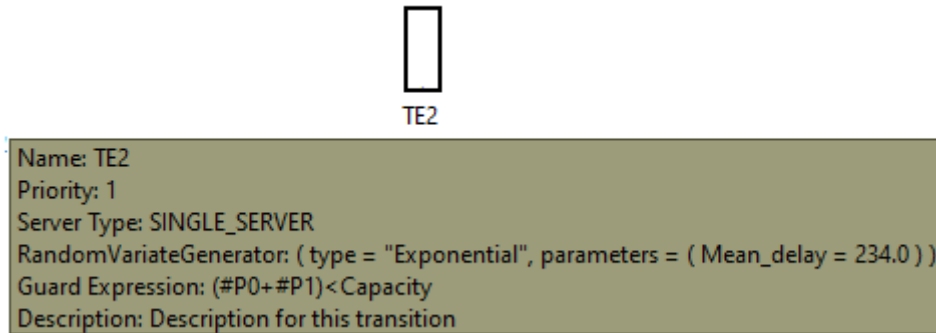 TE2
Name: TE2
Priority: 1
Server Type: SINGLE_SERVER
RandomVariateGenerator: ( type = "Exponential", parameters = ( Mean_delay = 234.0 ) )
Guard Expression: (#P0+#P1)<Capacity
Description: Description for this transition